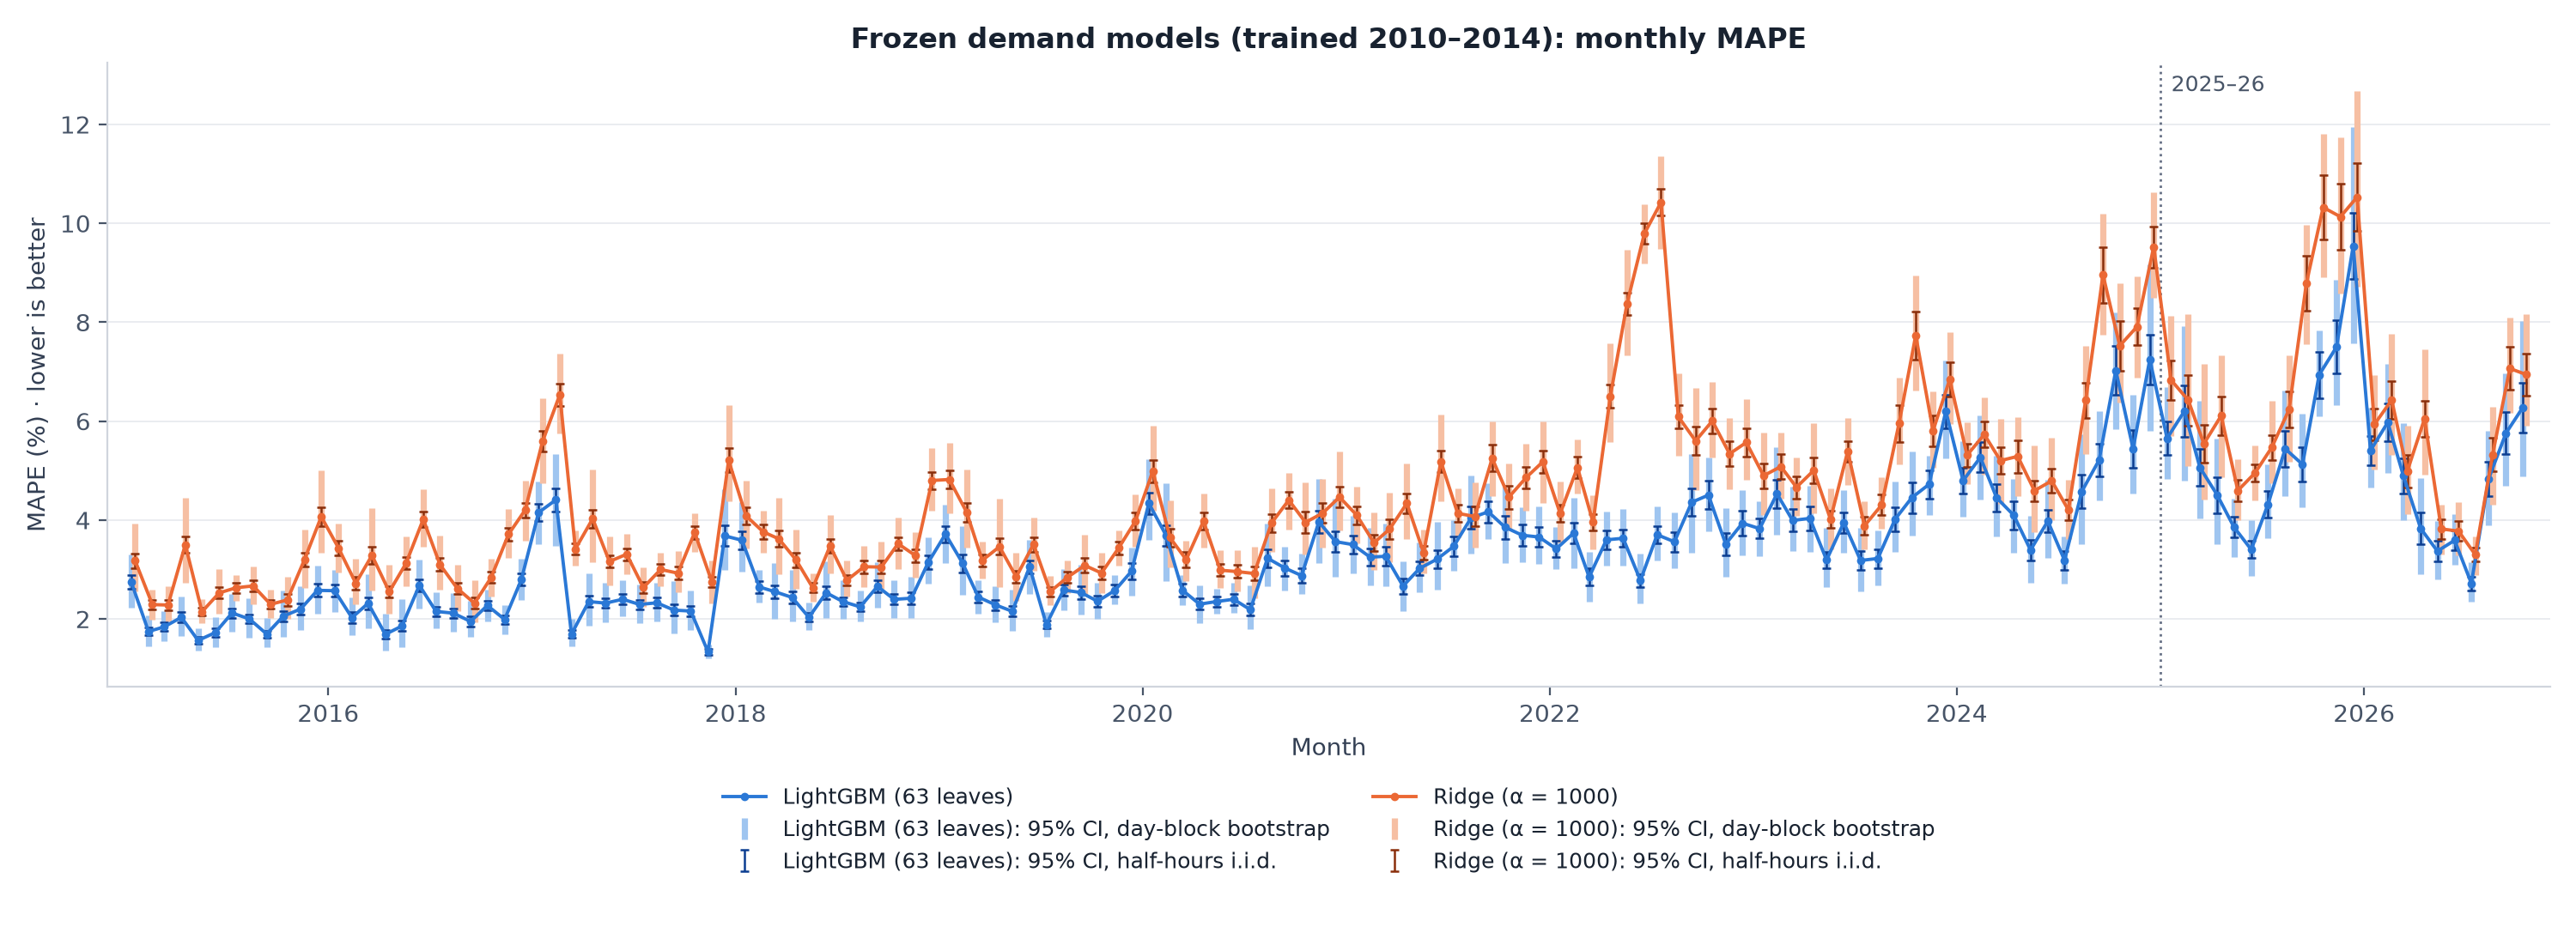 Frozen demand models (trained 2010–2014): monthly MAPE
2025–26
MAPE (%) · lower is better
12
10
8
6
4
2
2016
2018
2020
2022
2024
2026
Month
LightGBM (63 leaves)
LightGBM (63 leaves): 95% CI, day-block bootstrap
LightGBM (63 leaves): 95% CI, half-hours i.i.d.
Ridge (α = 1000)
Ridge (α = 1000): 95% CI, day-block bootstrap
Ridge (α = 1000): 95% CI, half-hours i.i.d.